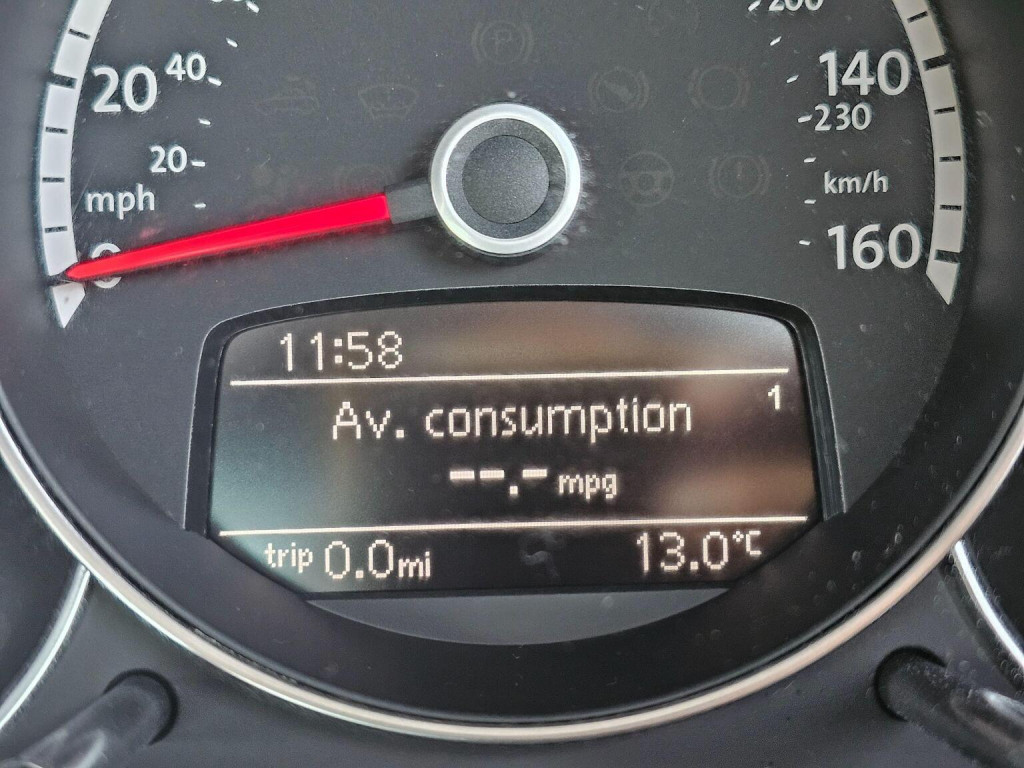 200
20 40 140
230
20
mph km/h
0 160
11:58
Av. consumption 1
--.- mpg
trip 0.0mi 13.0°C